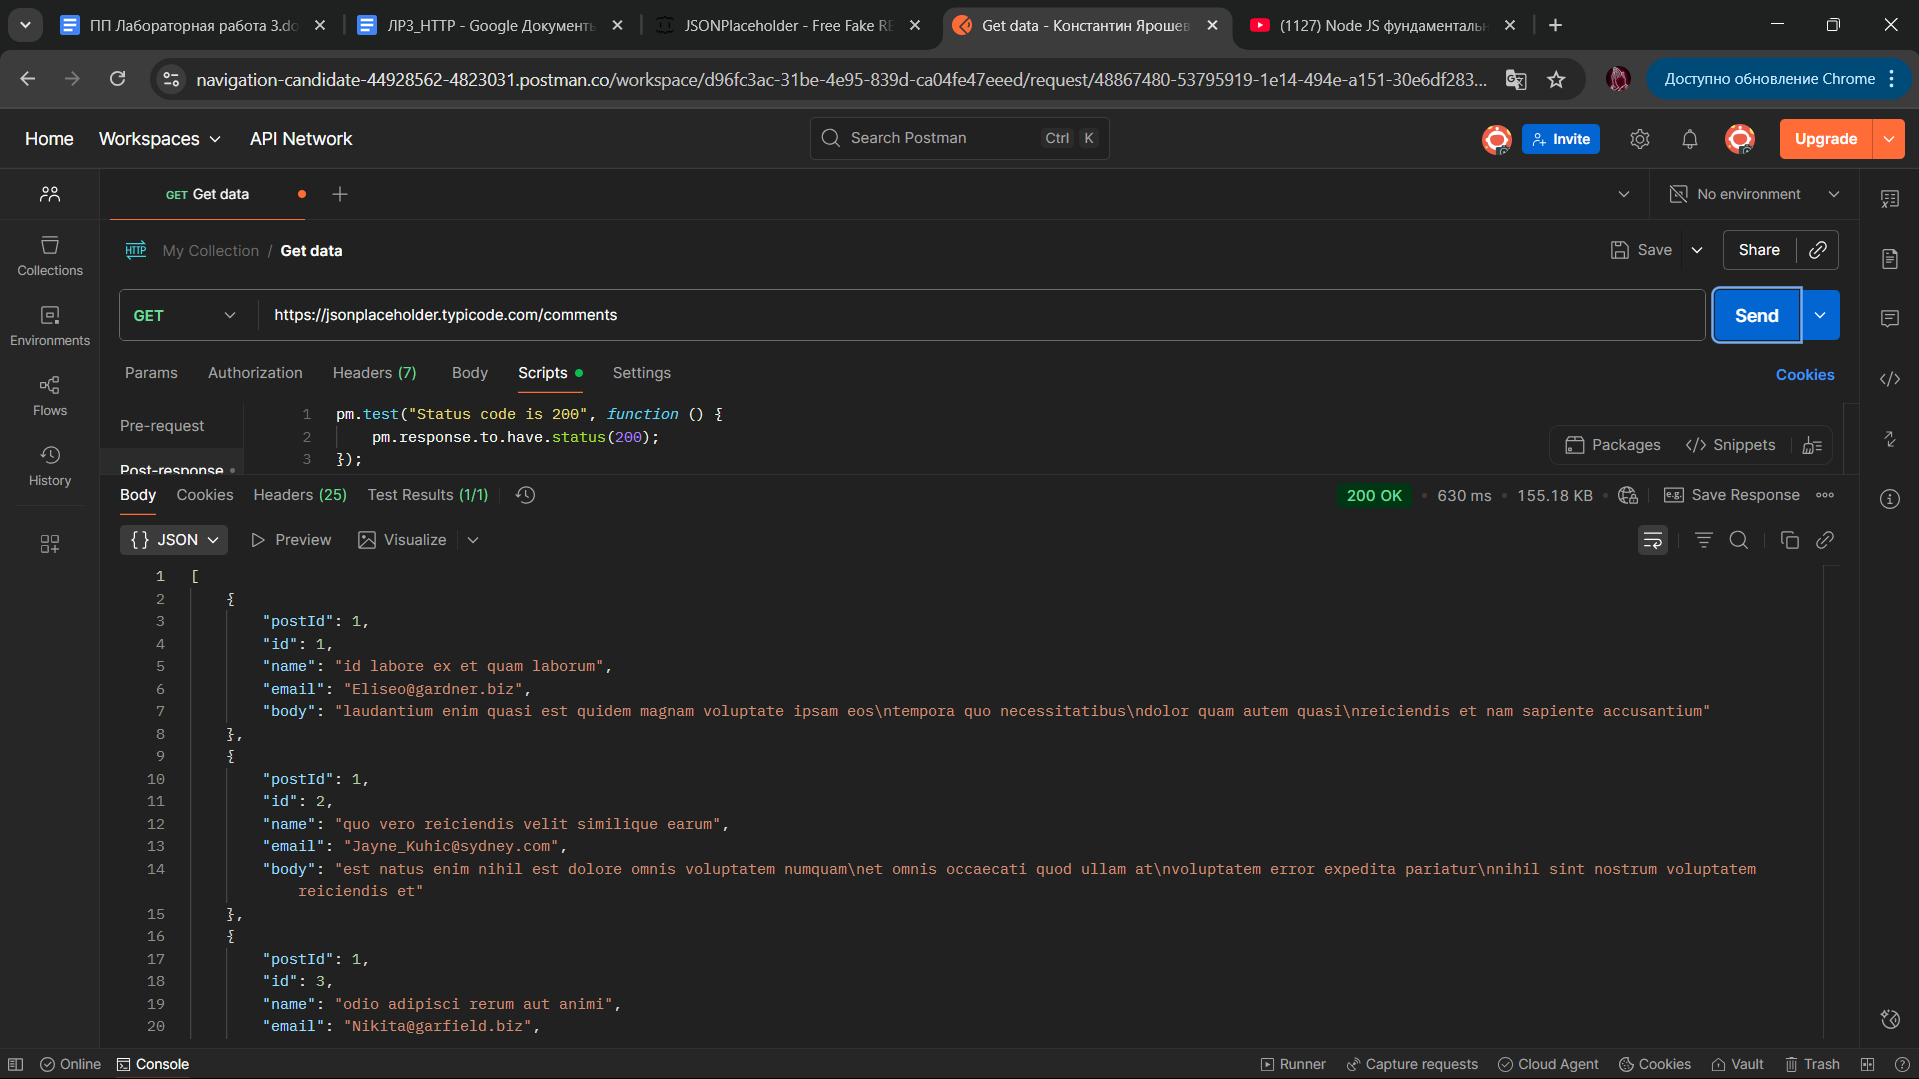 ПП Лабораторная работа 3.do
ЛР3_HTTP - Google Документы
JSONPlaceholder - Free Fake RE
Get data - Константин Ярошев
(1127) Node JS фундаменталь
navigation-candidate-44928562-4823031.postman.co/workspace/d96fc3ac-31be-4e95-839d-ca04fe47eeed/request/48867480-53795919-1e14-494e-a151-30e6df283...
Доступно обновление Chrome
Home Workspaces API Network
Search Postman Ctrl K
Invite
Upgrade
GET Get data
No environment
HTTP My Collection / Get data
Save
Share
Collections
Environments
Flows
History
GET https://jsonplaceholder.typicode.com/comments
Send
Params Authorization Headers (7) Body Scripts Settings
Cookies
Pre-request
Post-response
1 pm.test("Status code is 200", function () {
2 pm.response.to.have.status(200);
3 });
Packages </> Snippets
Body Cookies Headers (25) Test Results (1/1)
200 OK • 630 ms • 155.18 KB
e.g. Save Response
{} JSON Preview Visualize
1 [
2 {
3 "postId": 1,
4 "id": 1,
5 "name": "id labore ex et quam laborum",
6 "email": "Eliseo@gardner.biz",
7 "body": "laudantium enim quasi est quidem magnam voluptate ipsam eos\ntempora quo necessitatibus\ndolor quam autem quasi\nreiciendis et nam sapiente accusantium"
8 },
9 {
10 "postId": 1,
11 "id": 2,
12 "name": "quo vero reiciendis velit similique earum",
13 "email": "Jayne_Kuhic@sydney.com",
14 "body": "est natus enim nihil est dolore omnis voluptatem numquam\net omnis occaecati quod ullam at\nvoluptatem error expedita pariatur\nnihil sint nostrum voluptatem
reiciendis et"
15 },
16 {
17 "postId": 1,
18 "id": 3,
19 "name": "odio adipisci rerum aut animi",
20 "email": "Nikita@garfield.biz",
Online Console
Runner Capture requests Cloud Agent Cookies Vault Trash